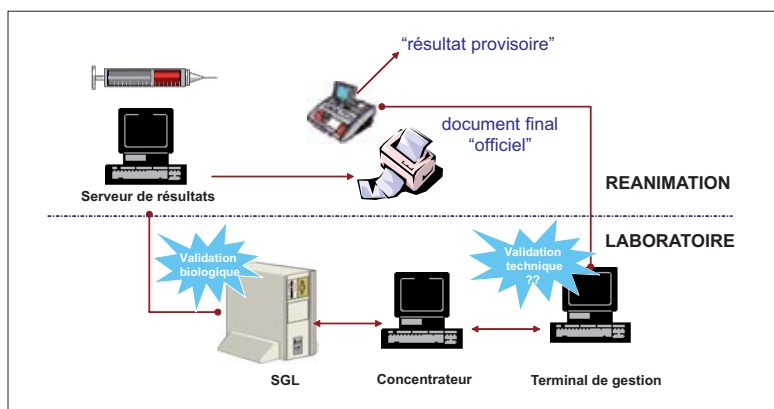 “résultat provisoire”
document final
“officiel”
Serveur de résultats
REANIMATION
LABORATOIRE
Validation
biologique
Validation
technique
??
SGL
Concentrateur
Terminal de gestion